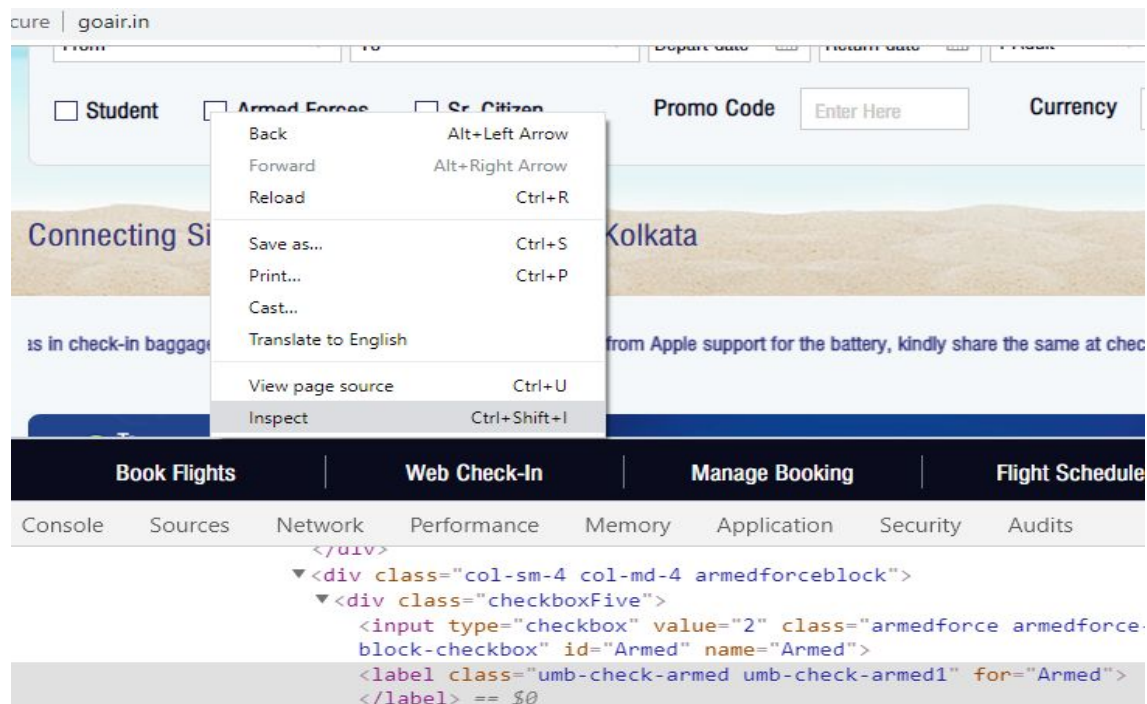 cure | goair.in
Student Armed Forces Sr. Citizen Promo Code Enter Here Currency
Back Alt+Left Arrow
Forward Alt+Right Arrow
Reload Ctrl+R
Connecting Si Kolkata
Save as... Ctrl+S
Print... Ctrl+P
Cast...
Translate to English
as in check-in baggage from Apple support for the battery, kindly share the same at chec
View page source Ctrl+U
Inspect Ctrl+Shift+I
Book Flights Web Check-In Manage Booking Flight Schedule
Console Sources Network Performance Memory Application Security Audits
</div>
▼<div class="col-sm-4 col-md-4 armedforceblock">
▼<div class="checkboxFive">
<input type="checkbox" value="2" class="armedforce armedforce-
block-checkbox" id="Armed" name="Armed">
<label class="umb-check-armed umb-check-armed1" for="Armed">
</label> == $0